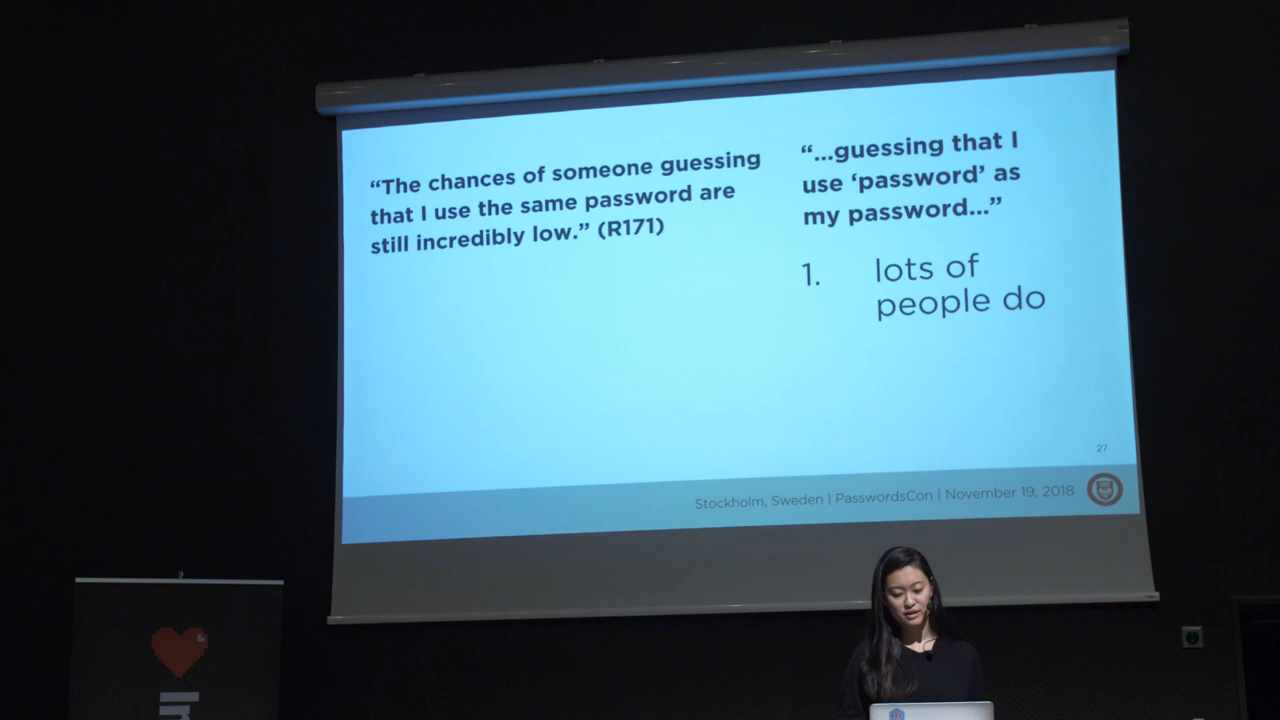 “The chances of someone guessing
that I use the same password are
still incredibly low.” (R171)
“...guessing that I
use ‘password’ as
my password...”
1. lots of
people do
27
Stockholm, Sweden | PasswordsCon | November 19, 2018